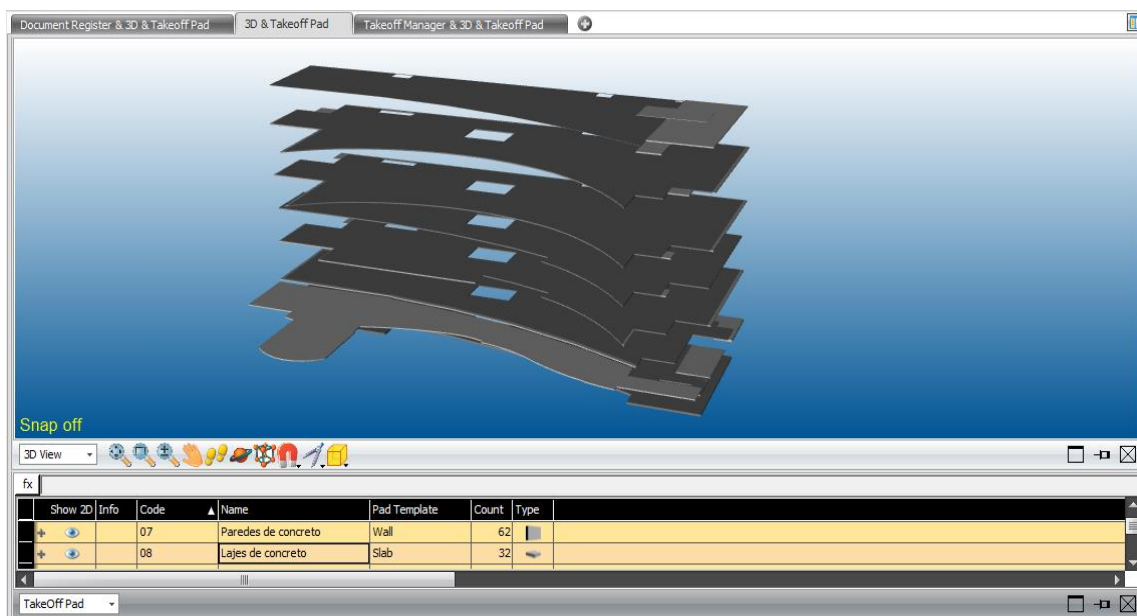 Document Register & 3D & Takeoff Pad 3D & Takeoff Pad Takeoff Manager & 3D & Takeoff Pad
Snap off
3D View
fx
Show 2D Info Code Name Pad Template Count Type
07 Paredes de concreto Wall 62
08 Lajes de concreto Slab 32
TakeOff Pad